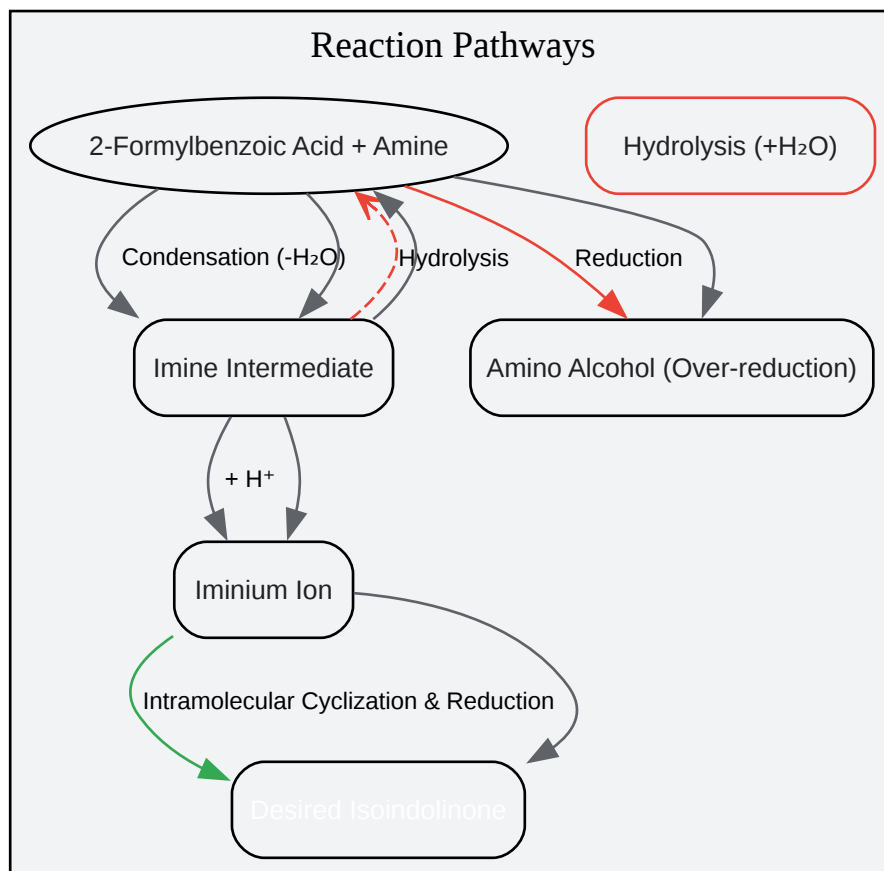 Reaction Pathways
2-Formylbenzoic Acid + Amine
Hydrolysis (+H₂O)
Condensation (-H₂O)
Hydrolysis
Reduction
Imine Intermediate
Amino Alcohol (Over-reduction)
+ H⁺
Iminium Ion
Intramolecular Cyclization & Reduction
Desired Isoindolinone